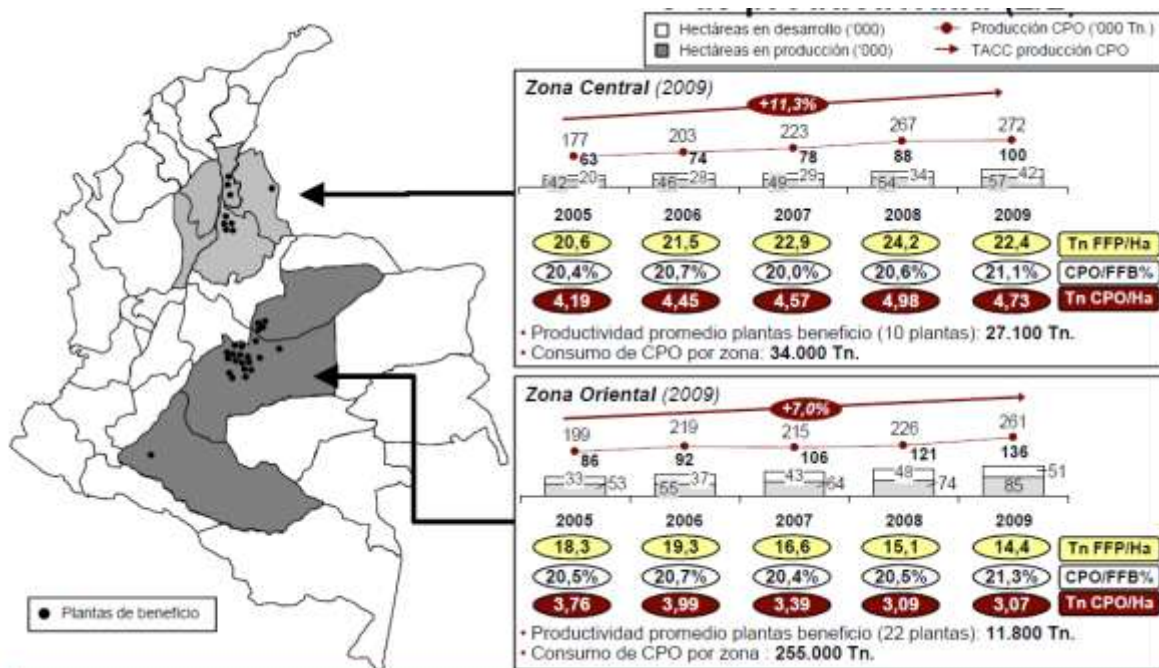 Hectáreas en desarrollo ('000) Producción CPO ('000 Tn.)
Hectáreas en producción ('000) TACC producción CPO
Zona Central (2009)
+11,3%
177 203 223 267 272
63 74 78 88 100
42 20 46 28 49 29 54 34 57 42
2005 2006 2007 2008 2009
20,6 21,5 22,9 24,2 22,4 Tn FFP/Ha
20,4% 20,7% 20,0% 20,6% 21,1% CPO/FFB%
4,19 4,45 4,57 4,98 4,73 Tn CPO/Ha
• Productividad promedio plantas beneficio (10 plantas): 27.100 Tn.
• Consumo de CPO por zona: 34.000 Tn.
Zona Oriental (2009)
+7,0%
199 219 215 226 261
86 92 106 121 136
33 53 55 37 43 64 48 74 85 51
2005 2006 2007 2008 2009
18,3 19,3 16,6 15,1 14,4 Tn FFP/Ha
20,5% 20,7% 20,4% 20,5% 21,3% CPO/FFB%
3,76 3,99 3,39 3,09 3,07 Tn CPO/Ha
• Productividad promedio plantas beneficio (22 plantas): 11.800 Tn.
• Consumo de CPO por zona : 255.000 Tn.
Plantas de beneficio